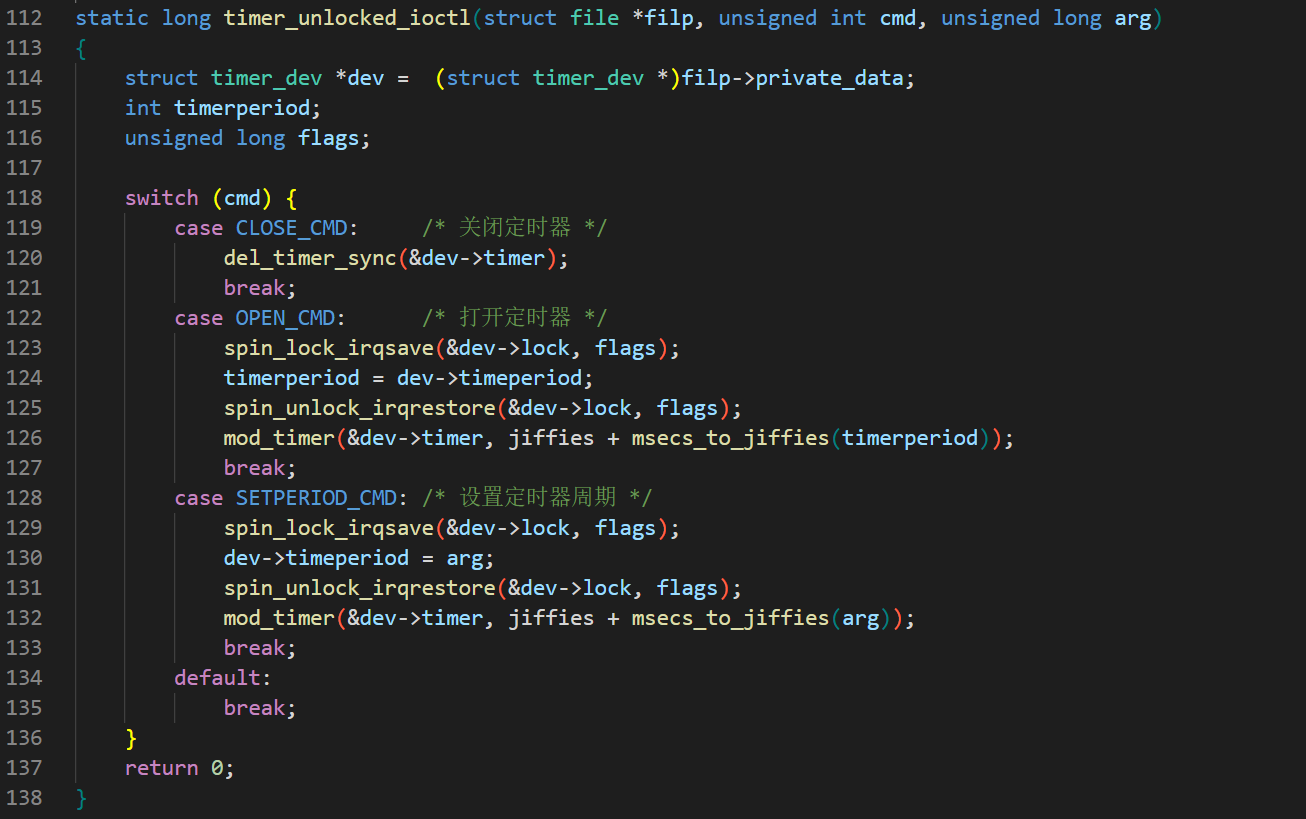 112 static long timer_unlocked_ioctl(struct file *filp, unsigned int cmd, unsigned long arg)
113 {
114     struct timer_dev *dev =  (struct timer_dev *)filp->private_data;
115     int timerperiod;
116     unsigned long flags;
117
118     switch (cmd) {
119         case CLOSE_CMD:     /* 关闭定时器 */
120             del_timer_sync(&dev->timer);
121             break;
122         case OPEN_CMD:      /* 打开定时器 */
123             spin_lock_irqsave(&dev->lock, flags);
124             timerperiod = dev->timeperiod;
125             spin_unlock_irqrestore(&dev->lock, flags);
126             mod_timer(&dev->timer, jiffies + msecs_to_jiffies(timerperiod));
127             break;
128         case SETPERIOD_CMD: /* 设置定时器周期 */
129             spin_lock_irqsave(&dev->lock, flags);
130             dev->timeperiod = arg;
131             spin_unlock_irqrestore(&dev->lock, flags);
132             mod_timer(&dev->timer, jiffies + msecs_to_jiffies(arg));
133             break;
134         default:
135             break;
136     }
137     return 0;
138 }